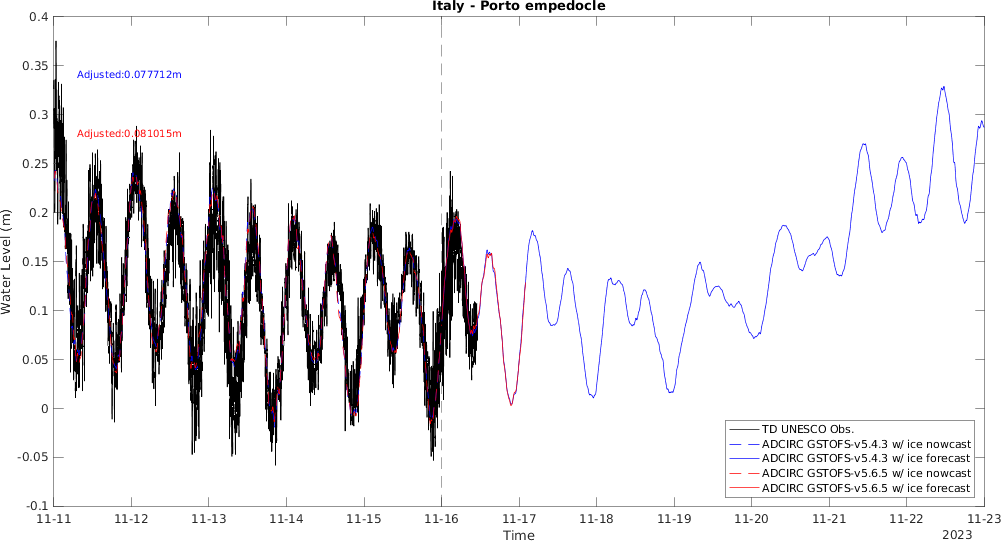 Italy - Porto empedocle
0.4
0.35
0.3
0.25
0.2
0.15
0.1
0.05
0
-0.05
-0.1
Water Level (m)
Adjusted:0.077712m
Adjusted:0.081015m
TD UNESCO Obs.
ADCIRC GSTOFS-v5.4.3 w/ ice nowcast
ADCIRC GSTOFS-v5.4.3 w/ ice forecast
ADCIRC GSTOFS-v5.6.5 w/ ice nowcast
ADCIRC GSTOFS-v5.6.5 w/ ice forecast
11-11 11-12 11-13 11-14 11-15 11-16 11-17 11-18 11-19 11-20 11-21 11-22 11-23
Time
2023